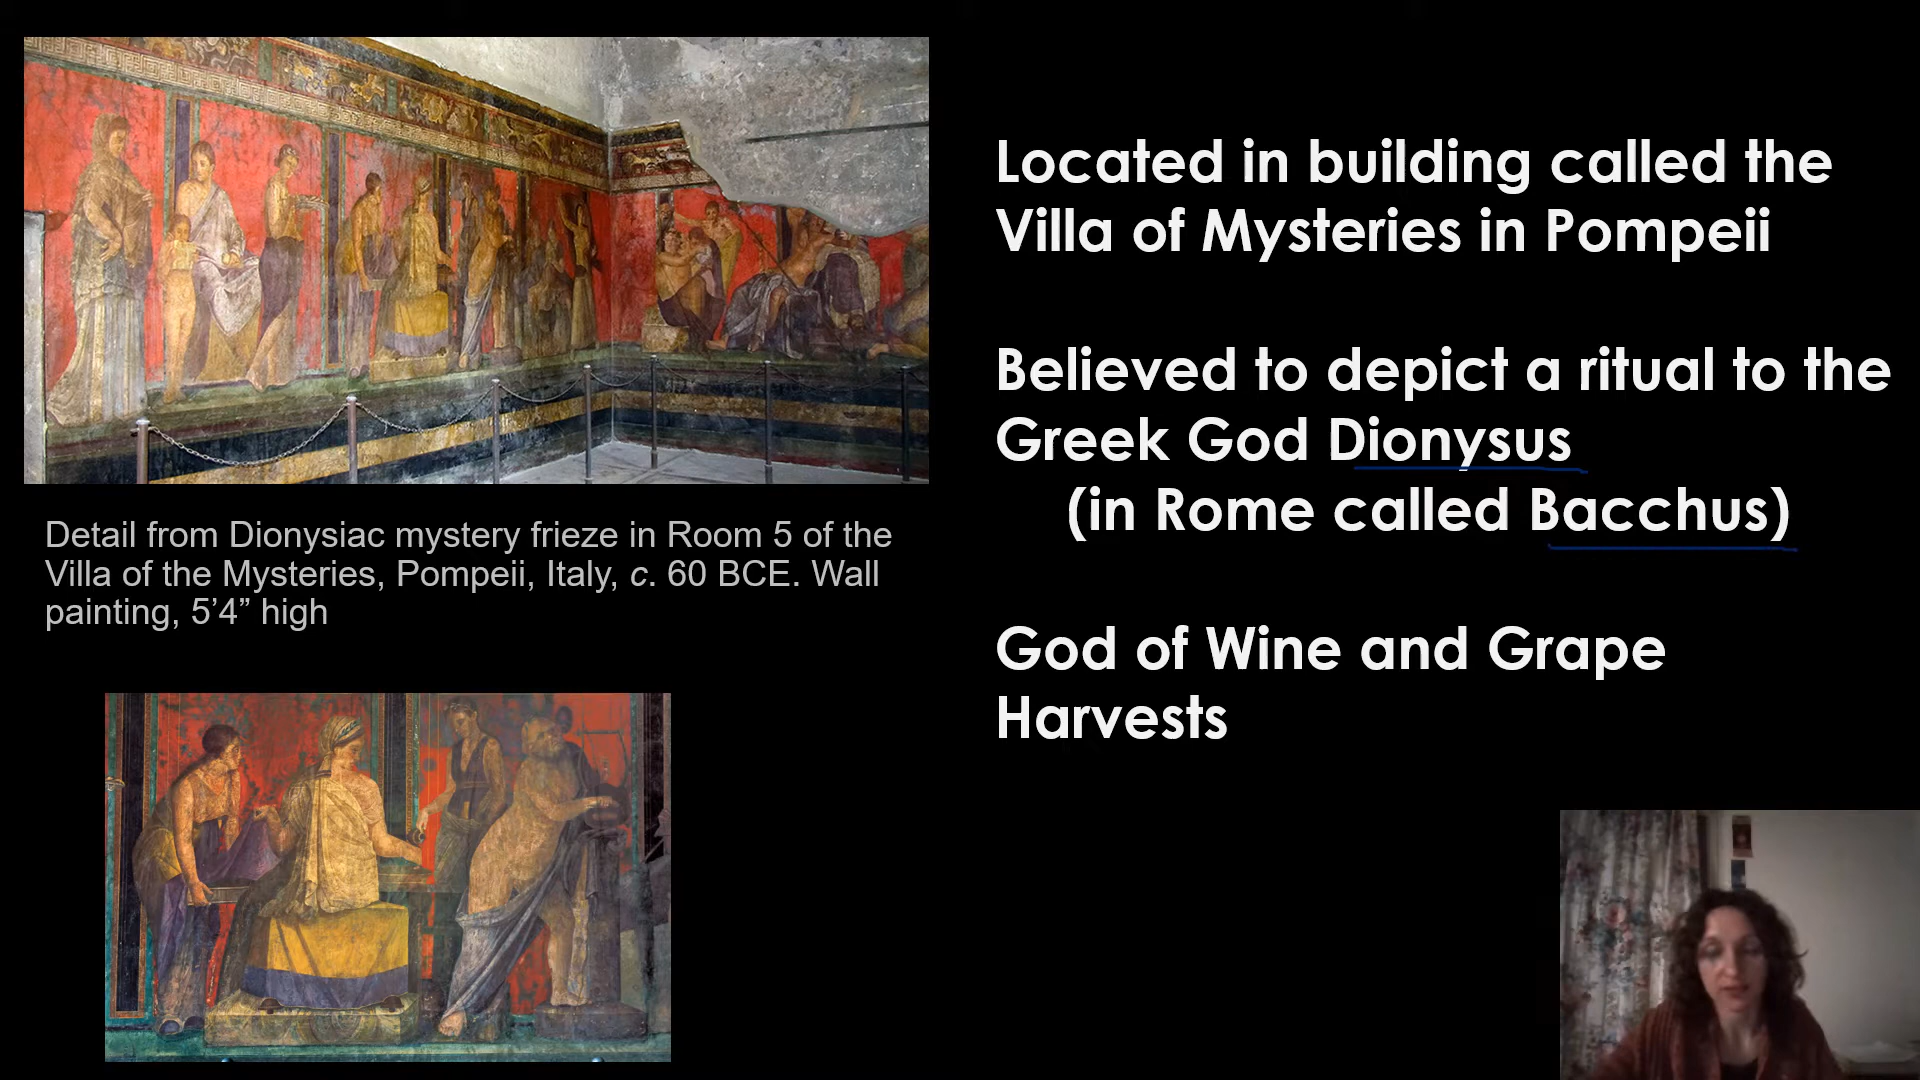 Located in building called the
Villa of Mysteries in Pompeii
Believed to depict a ritual to the
Greek God Dionysus
(in Rome called Bacchus)
God of Wine and Grape
Harvests
Detail from Dionysiac mystery frieze in Room 5 of the
Villa of the Mysteries, Pompeii, Italy, c. 60 BCE. Wall
painting, 5’4” high